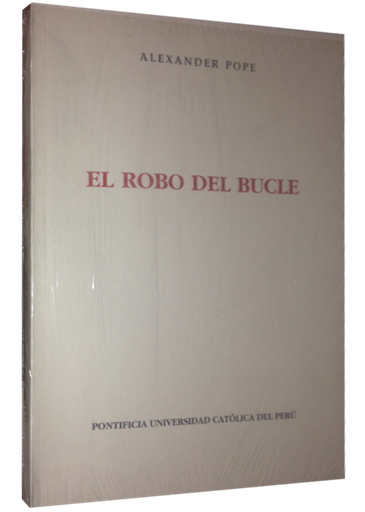 ALEXANDER POPE
EL ROBO DEL BUCLE
PONTIFICIA UNIVERSIDAD CATÓLICA DEL PERÚ